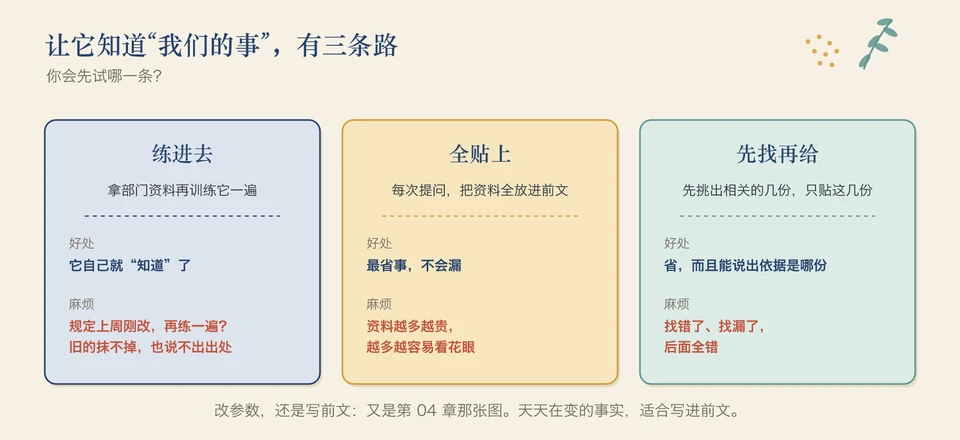 让它知道“我们的事”，有三条路
你会先试哪一条？
练进去
拿部门资料再训练它一遍
好处
它自己就“知道”了
麻烦
规定上周刚改，再练一遍？
旧的抹不掉，也说不出出处
全贴上
每次提问，把资料全放进前文
好处
最省事，不会漏
麻烦
资料越多越贵，
越多越容易看花眼
先找再给
先挑出相关的几份，只贴这几份
好处
省，而且能说出依据是哪份
麻烦
找错了、找漏了，
后面全错
改参数，还是写前文：又是第 04 章那张图。天天在变的事实，适合写进前文。